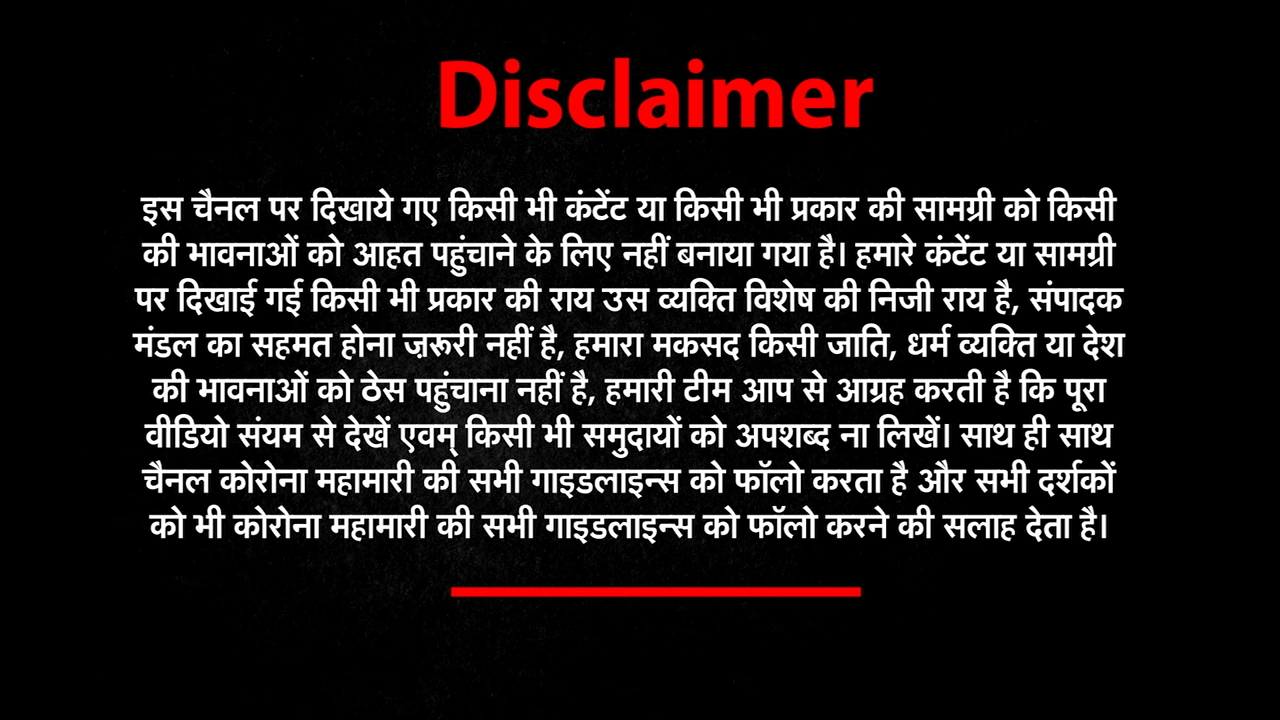 Disclaimer
इस चैनल पर दिखाये गए किसी भी कंटेंट या किसी भी प्रकार की सामग्री को किसी
की भावनाओं को आहत पहुंचाने के लिए नहीं बनाया गया है। हमारे कंटेंट या सामग्री
पर दिखाई गई किसी भी प्रकार की राय उस व्यक्ति विशेष की निजी राय है, संपादक
मंडल का सहमत होना ज़रूरी नहीं है, हमारा मकसद किसी जाति, धर्म व्यक्ति या देश
की भावनाओं को ठेस पहुंचाना नहीं है, हमारी टीम आप से आग्रह करती है कि पूरा
वीडियो संयम से देखें एवम् किसी भी समुदायों को अपशब्द ना लिखें। साथ ही साथ
चैनल कोरोना महामारी की सभी गाइडलाइन्स को फॉलो करता है और सभी दर्शकों
को भी कोरोना महामारी की सभी गाइडलाइन्स को फॉलो करने की सलाह देता है।